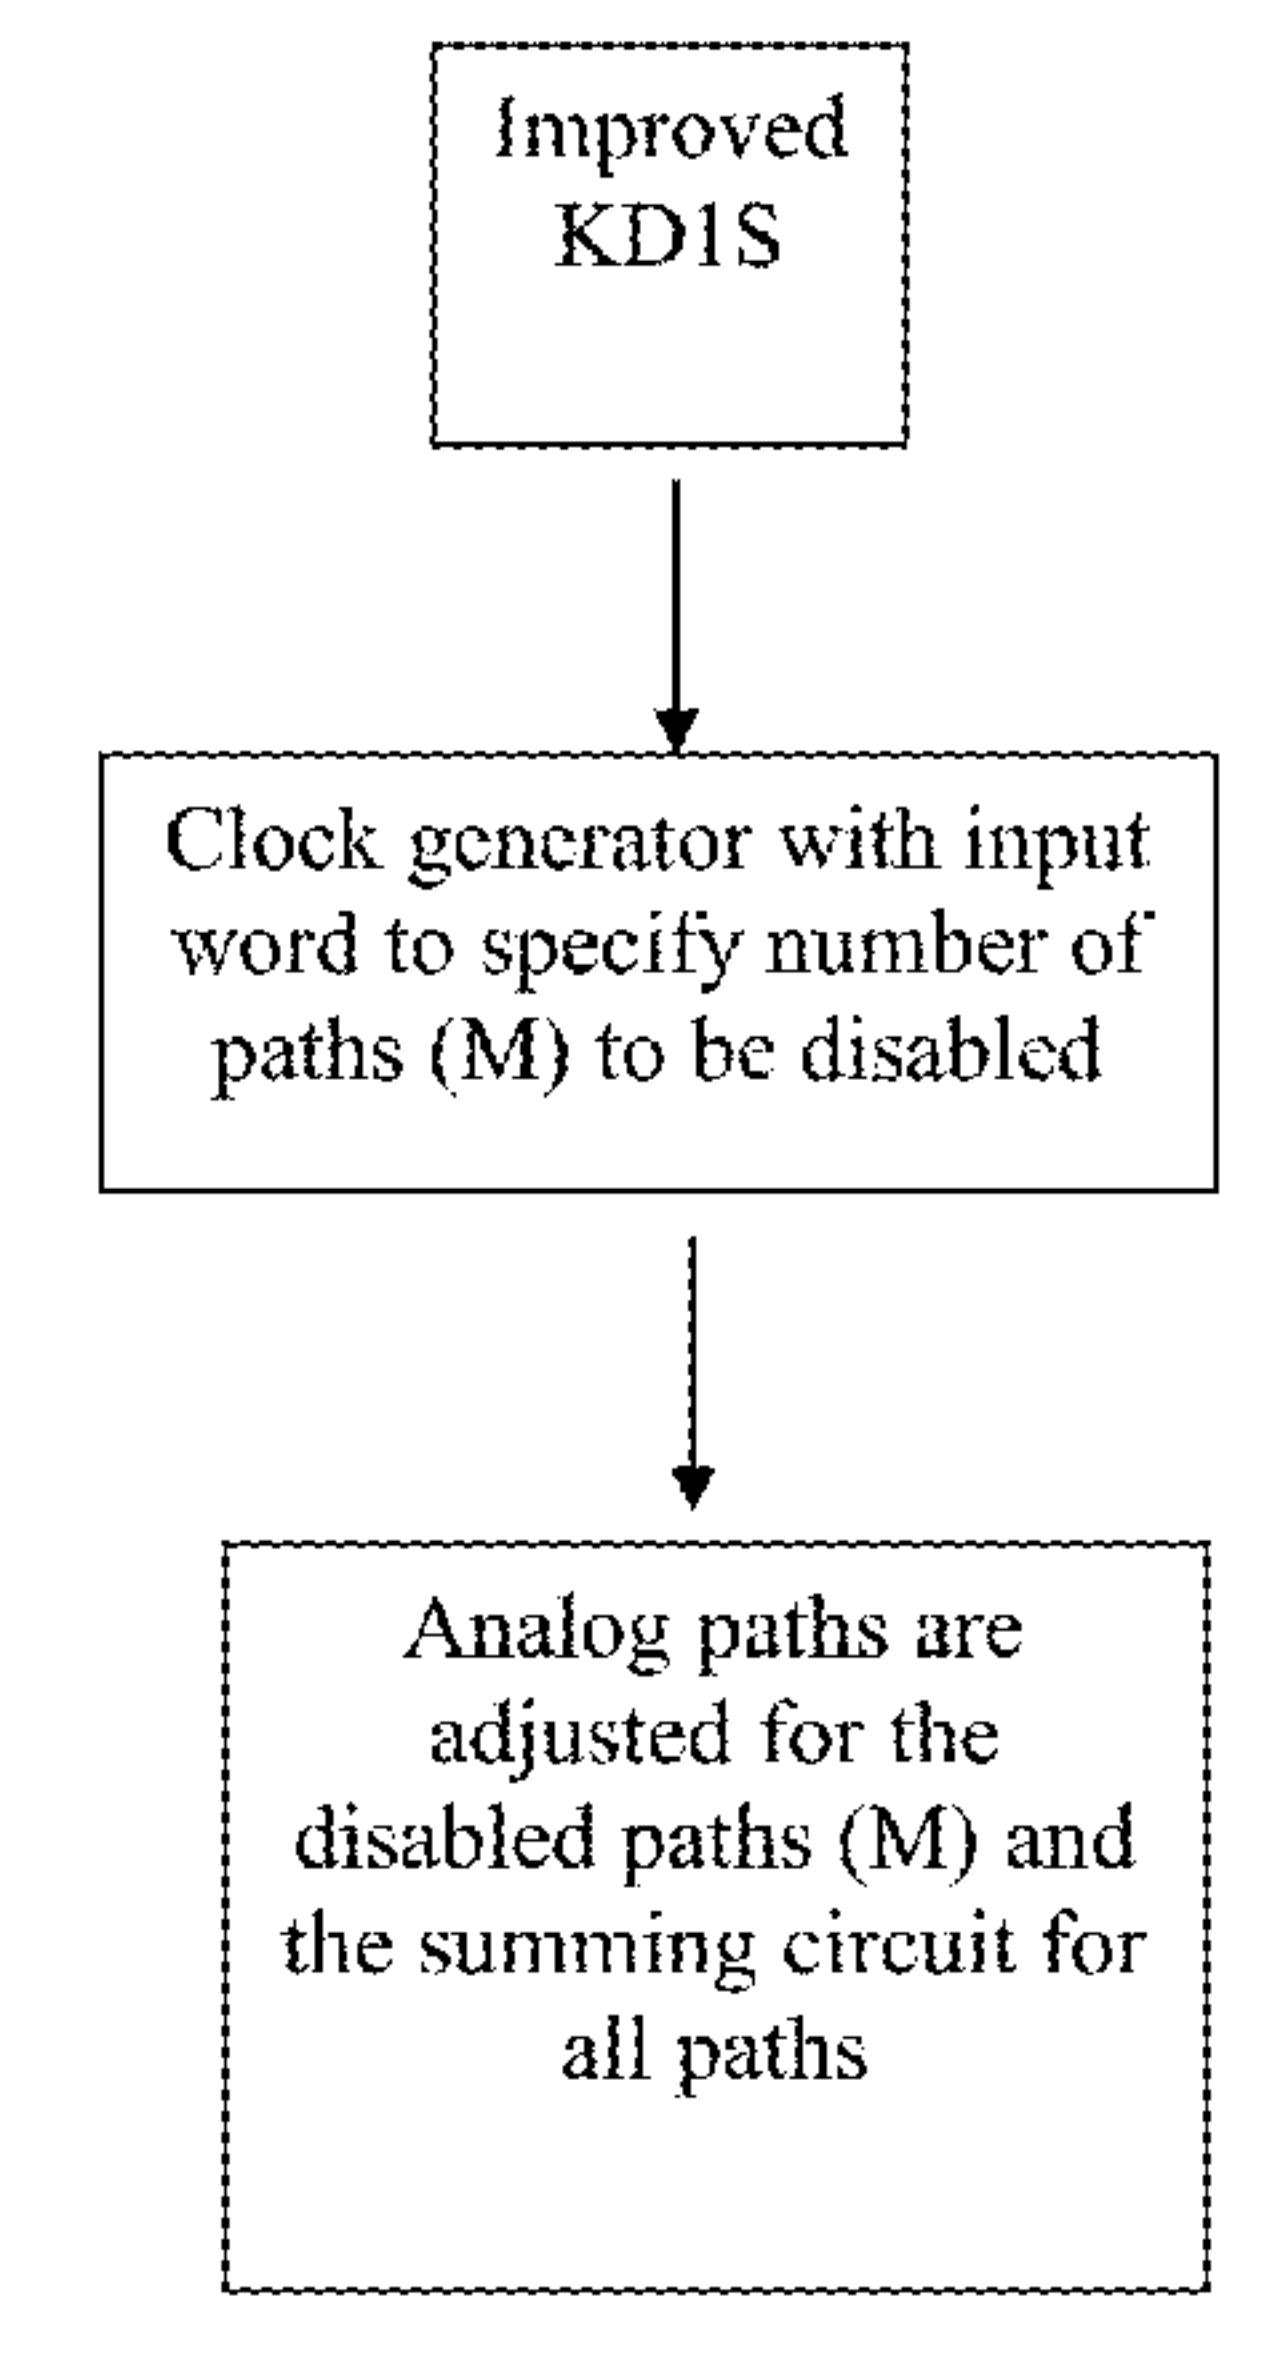 Improved
KD1S
Clock generator with input
word to specify number of
paths (M) to be disabled
Analog paths are
adjusted for the
disabled paths (M) and
the summing circuit for
all paths